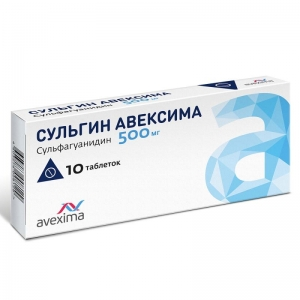 СУЛЬГИН АВЕКСИМА
Сульфагуанидин 500 мг
10 таблеток
avexima